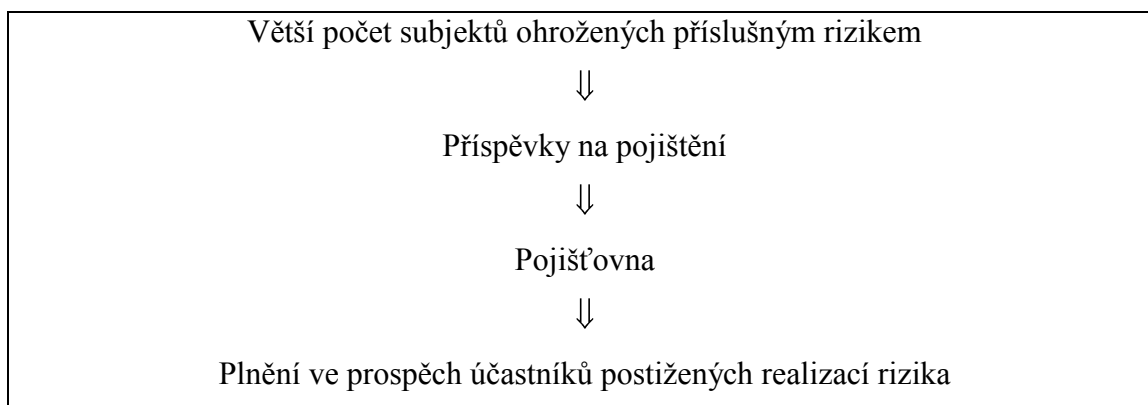 Větší počet subjektů ohrožených příslušným rizikem
⇓
Příspěvky na pojištění
⇓
Pojišťovna
⇓
Plnění ve prospěch účastníků postižených realizací rizika